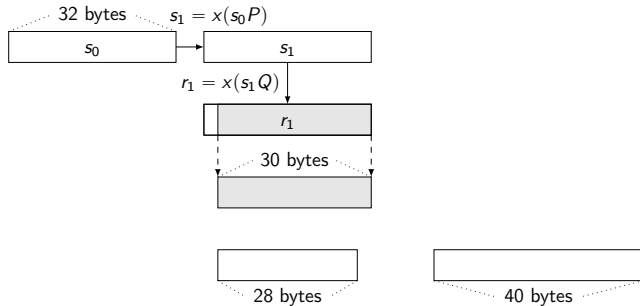 32 bytes
s₁ = x(s₀P)
s₀
s₁
r₁ = x(s₁Q)
r₁
30 bytes
28 bytes
40 bytes